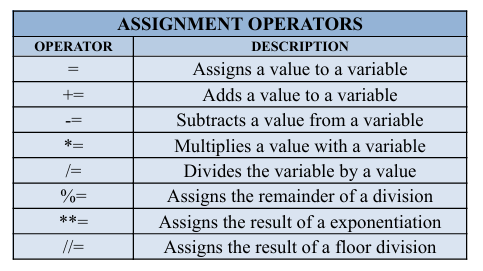 ASSIGNMENT OPERATORS
OPERATOR DESCRIPTION
= Assigns a value to a variable
+= Adds a value to a variable
-= Subtracts a value from a variable
*= Multiplies a value with a variable
/= Divides the variable by a value
%= Assigns the remainder of a division
**= Assigns the result of a exponentiation
//= Assigns the result of a floor division